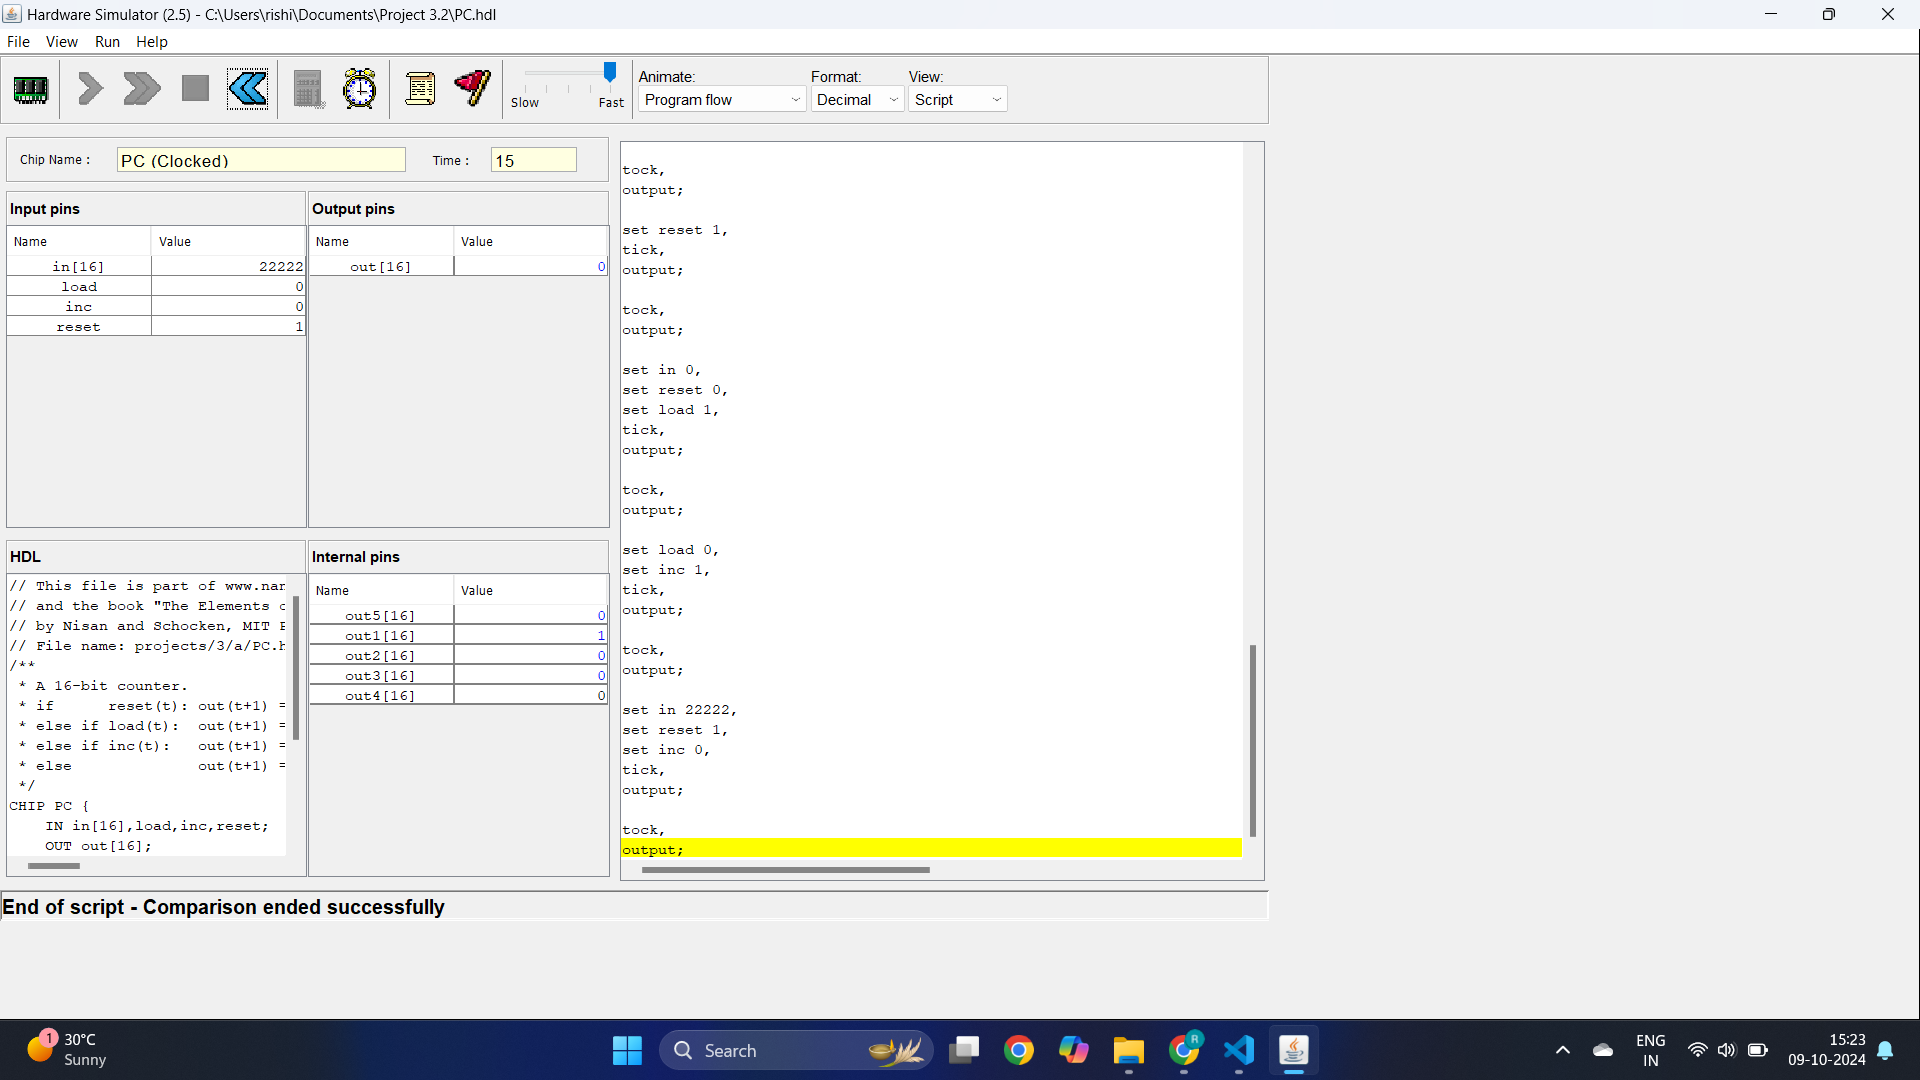 Hardware Simulator (2.5) - C:\Users\rishi\Documents\Project 3.2\PC.hdl
File View Run Help
Slow Fast
Animate: Format: View:
Program flow Decimal Script
Chip Name : PC (Clocked) Time : 15
Input pins
Name Value
in[16] 22222
load 0
inc 0
reset 1
Output pins
Name Value
out[16] 0
HDL
// This file is part of www.nan
// and the book "The Elements o
// by Nisan and Schocken, MIT P
// File name: projects/3/a/PC.h
/**
* A 16-bit counter.
* if reset(t): out(t+1) =
* else if load(t): out(t+1) =
* else if inc(t): out(t+1) =
* else out(t+1) =
*/
CHIP PC {
IN in[16],load,inc,reset;
OUT out[16];
Internal pins
Name Value
out5[16] 0
out1[16] 1
out2[16] 0
out3[16] 0
out4[16] 0
tock,
output;
set reset 1,
tick,
output;
tock,
output;
set in 0,
set reset 0,
set load 1,
tick,
output;
tock,
output;
set load 0,
set inc 1,
tick,
output;
tock,
output;
set in 22222,
set reset 1,
set inc 0,
tick,
output;
tock,
output;
End of script - Comparison ended successfully
1
30°C
Sunny
Search
R
ENG
IN
15:23
09-10-2024